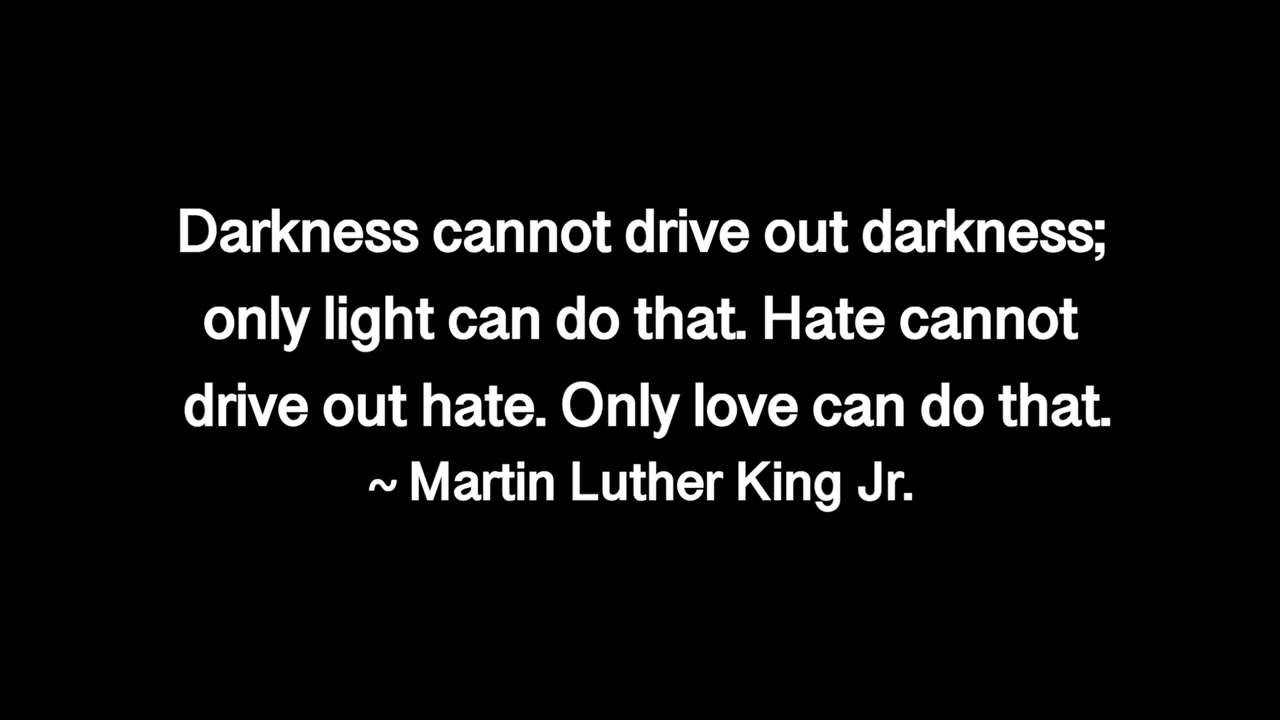 Darkness cannot drive out darkness;
only light can do that. Hate cannot
drive out hate. Only love can do that.
~ Martin Luther King Jr.